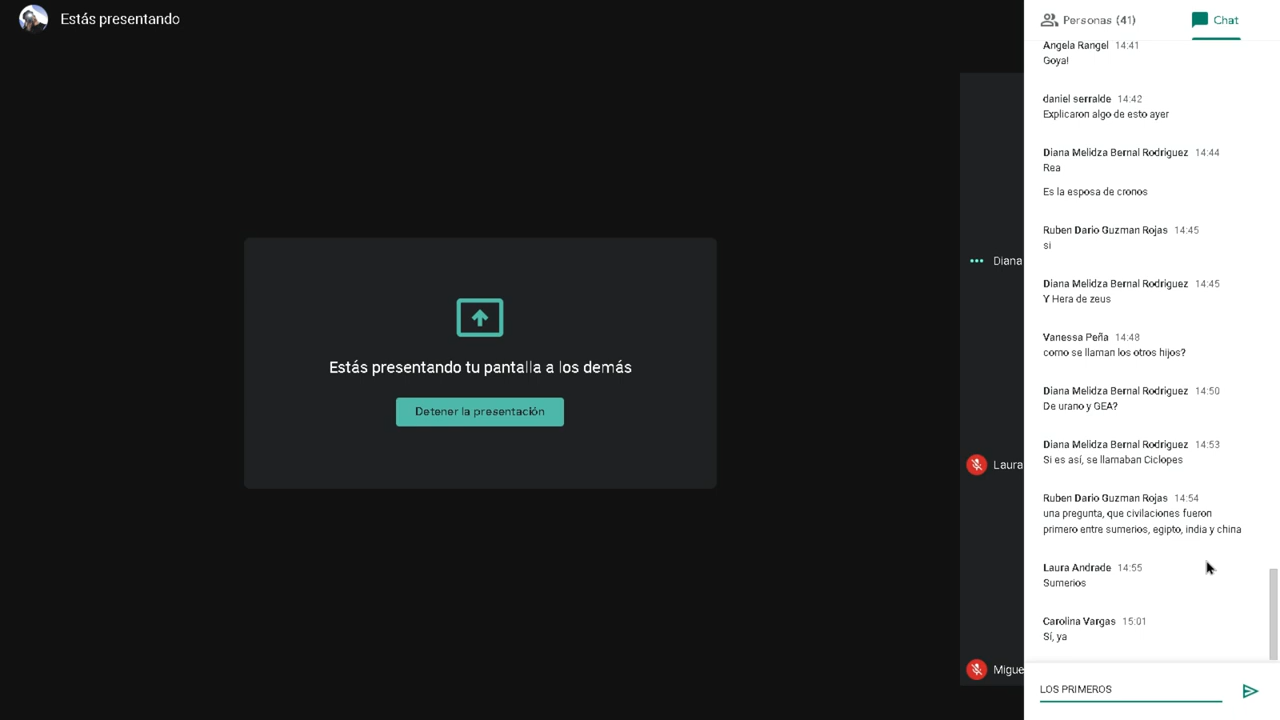 Estás presentando
Personas (41)
Chat
Angela Rangel 14:41
Goya!
daniel serralde 14:42
Explicaron algo de esto ayer
Diana Melidza Bernal Rodriguez 14:44
Rea
Es la esposa de cronos
Ruben Dario Guzman Rojas 14:45
si
Diana Melidza Bernal Rodriguez 14:45
Y Hera de zeus
Vanessa Peña 14:48
como se llaman los otros hijos?
Diana Melidza Bernal Rodriguez 14:50
De urano y GEA?
Diana Melidza Bernal Rodriguez 14:53
Si es así, se llamaban Ciclopes
Ruben Dario Guzman Rojas 14:54
una pregunta, que civilaciones fueron
primero entre sumerios, egipto, india y china
Laura Andrade 14:55
Sumerios
Carolina Vargas 15:01
Sí, ya
LOS PRIMEROS
Estás presentando tu pantalla a los demás
Detener la presentación
Diana
Laura
Migue